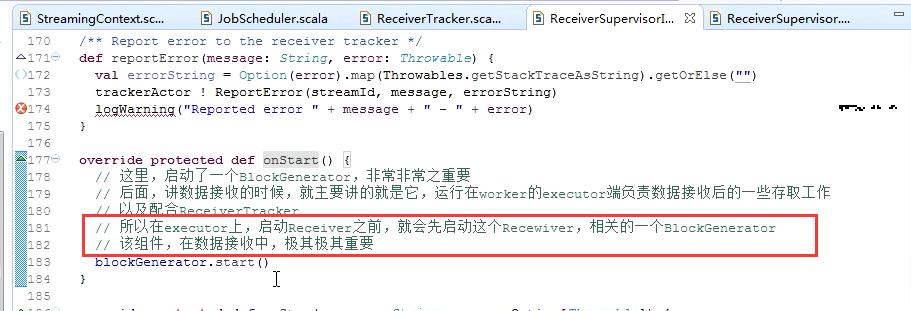 StreamingContext.sc...
JobScheduler.scala
ReceiverTracker.sca...
ReceiverSupervisorI...
ReceiverSupervisor....
170 /** Report error to the receiver tracker */
171 def reportError(message: String, error: Throwable) {
172 val errorString = Option(error).map(Throwables.getStackTraceAsString).getOrElse("")
173 trackerActor ! ReportError(streamId, message, errorString)
174 logWarning("Reported error " + message + " - " + error)
175 }
176
177 override protected def onStart() {
178 // 这里，启动了一个BlockGenerator，非常非常之重要
179 // 后面，讲数据接收的时候，就主要讲的就是它，运行在worker的executor端负责数据接收后的一些存取工作
180 // 以及配合ReceiverTracker
181 // 所以在executor上，启动Receiver之前，就会先启动这个Recewiver，相关的一个BlockGenerator
182 // 该组件，在数据接收中，极其极其重要
183 blockGenerator.start()
184 }
185